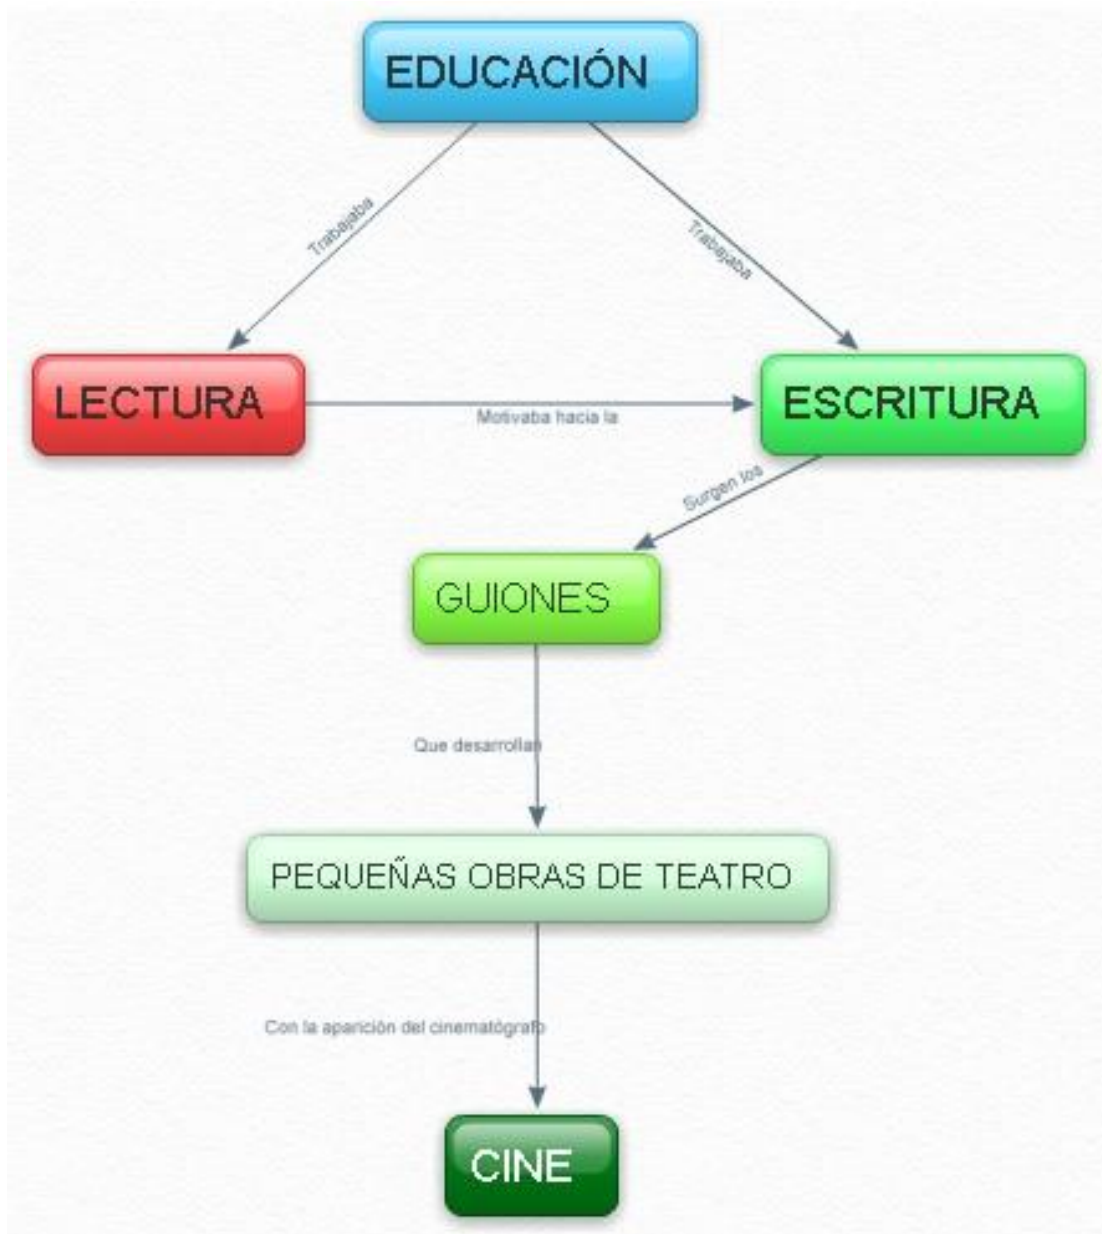 EDUCACIÓN
Trabajaba
Trabajaba
LECTURA
Motivaba hacia la
ESCRITURA
Surgen los
GUIONES
Que desarrollan
PEQUEÑAS OBRAS DE TEATRO
Con la aparición del cinematógrafo
CINE